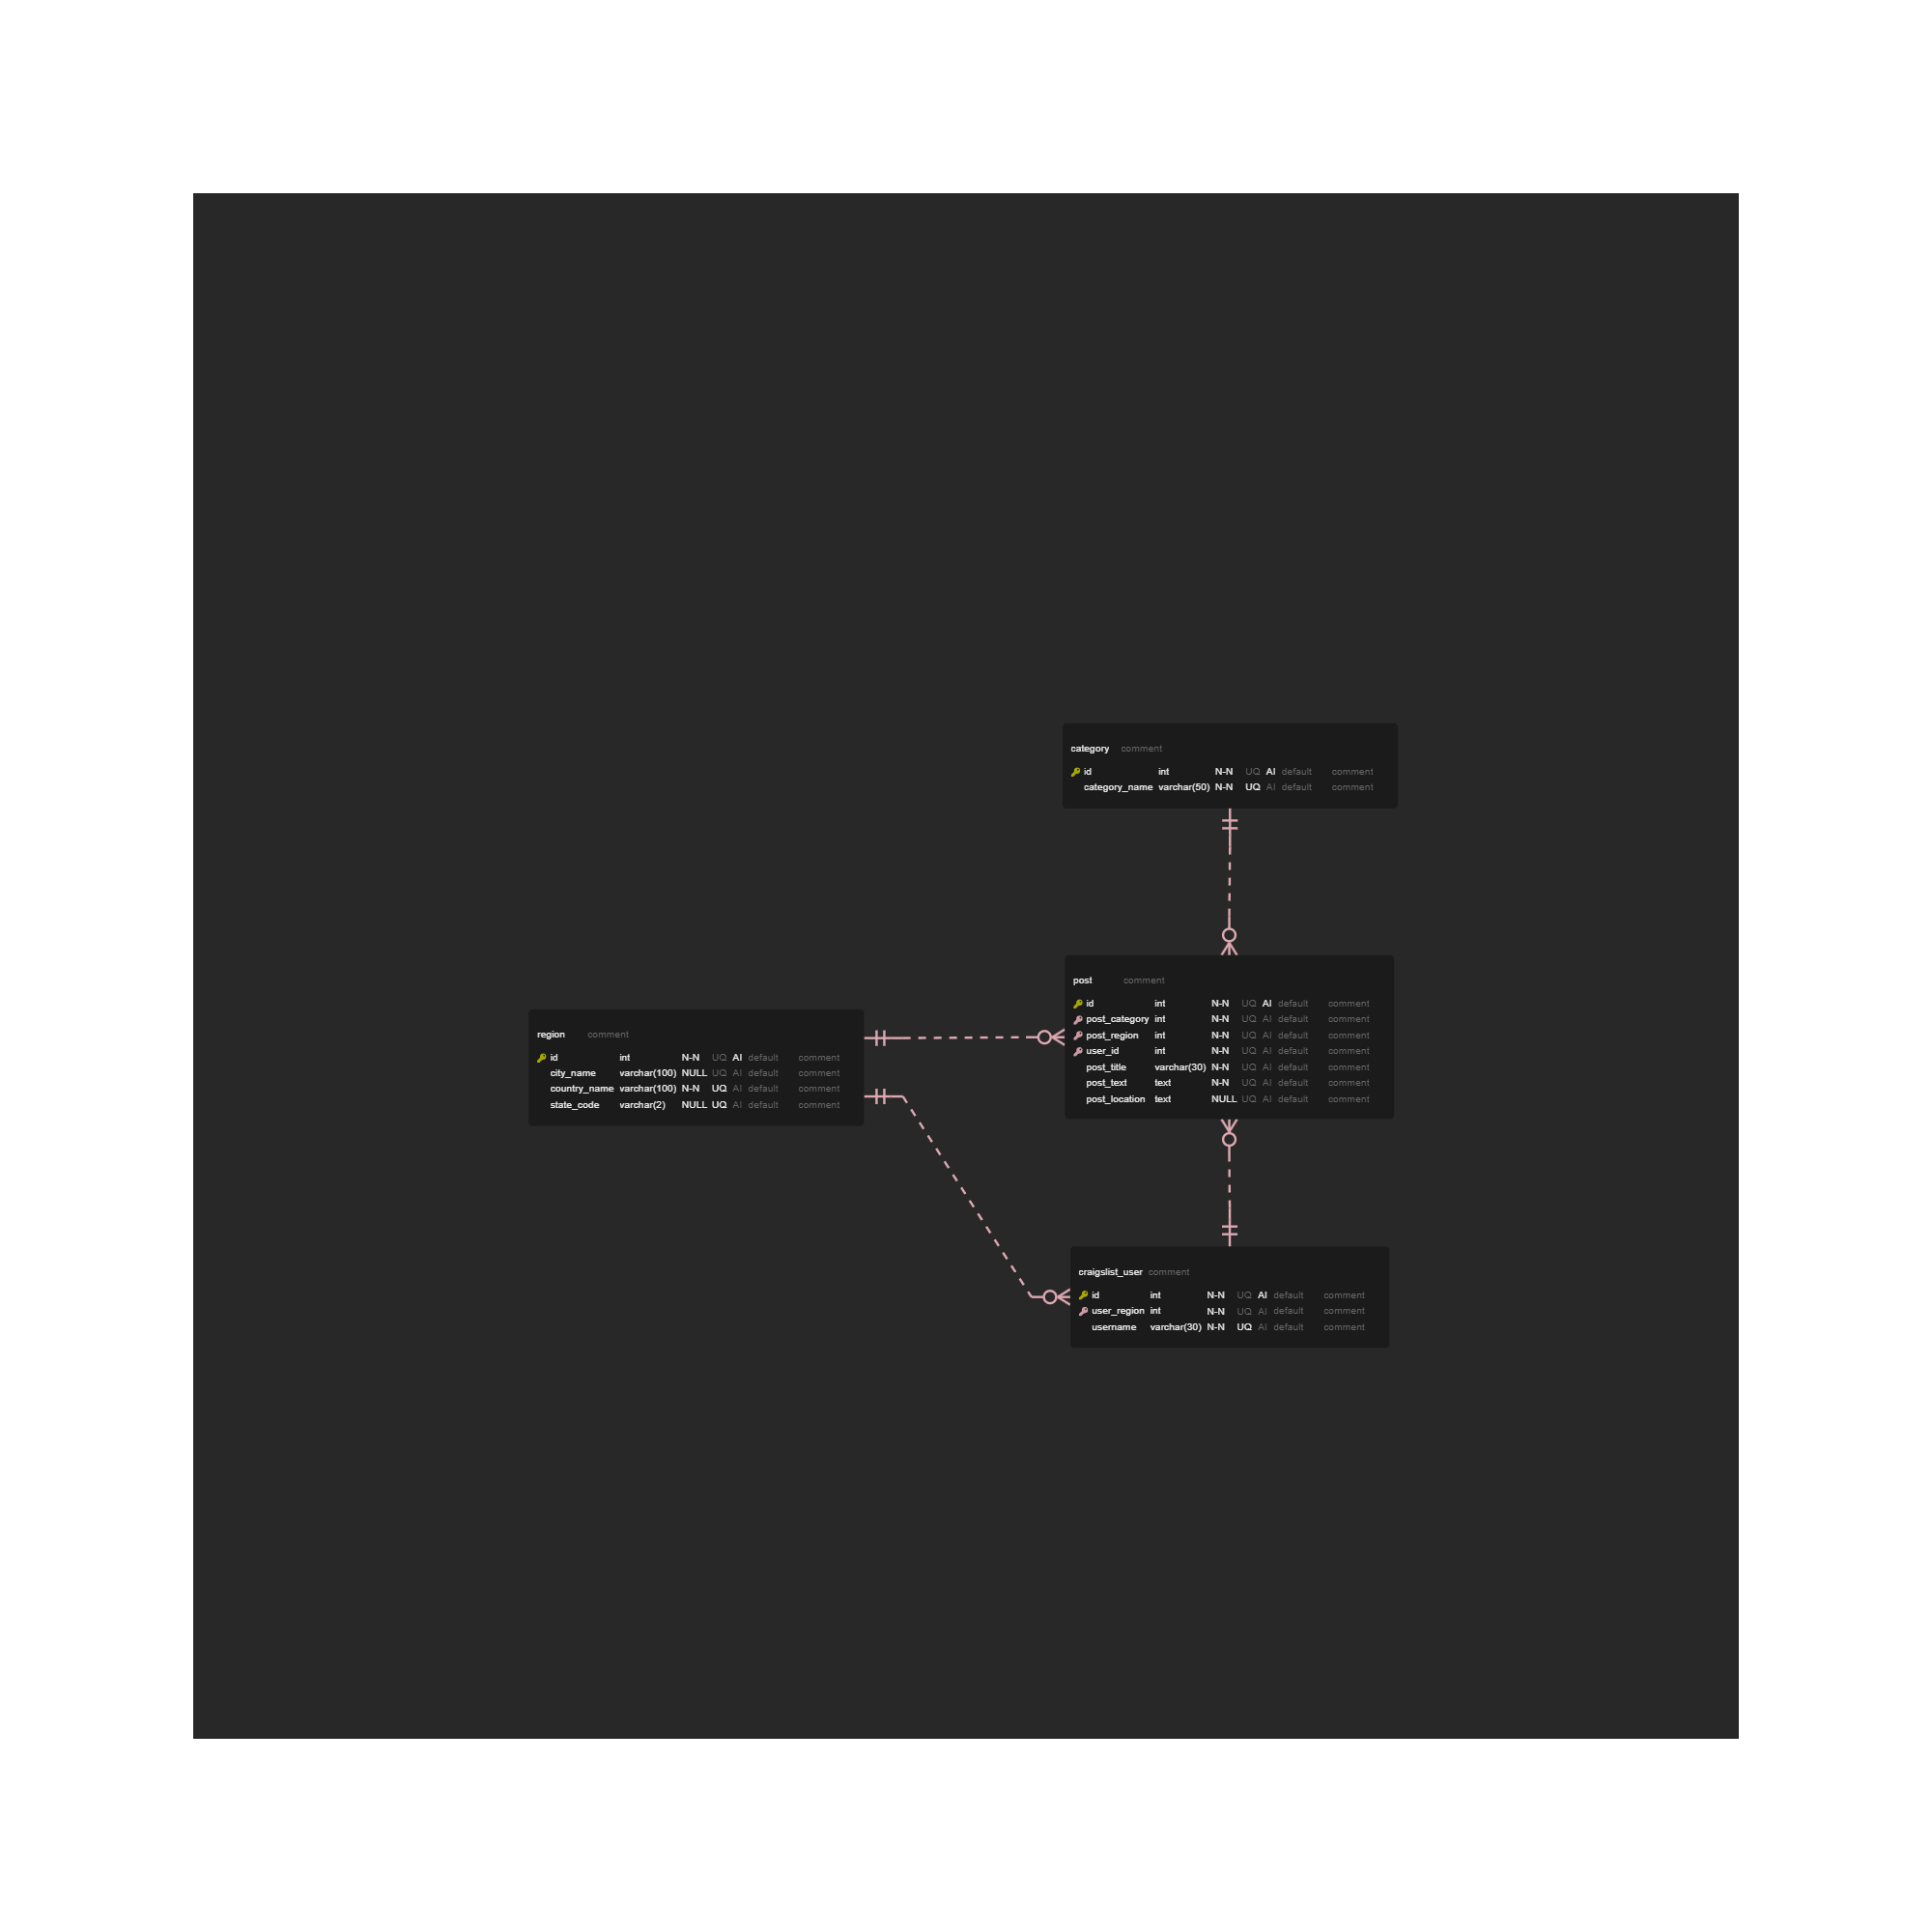 category comment
id int N-N UQ AI default comment
category_name varchar(50) N-N UQ AI default comment
post comment
id int N-N UQ AI default comment
post_category int N-N UQ AI default comment
post_region int N-N UQ AI default comment
user_id int N-N UQ AI default comment
post_title varchar(30) N-N UQ AI default comment
post_text text N-N UQ AI default comment
post_location text NULL UQ AI default comment
region comment
id int N-N UQ AI default comment
city_name varchar(100) NULL UQ AI default comment
country_name varchar(100) N-N UQ AI default comment
state_code varchar(2) NULL UQ AI default comment
craigslist_user comment
id int N-N UQ AI default comment
user_region int N-N UQ AI default comment
username varchar(30) N-N UQ AI default comment